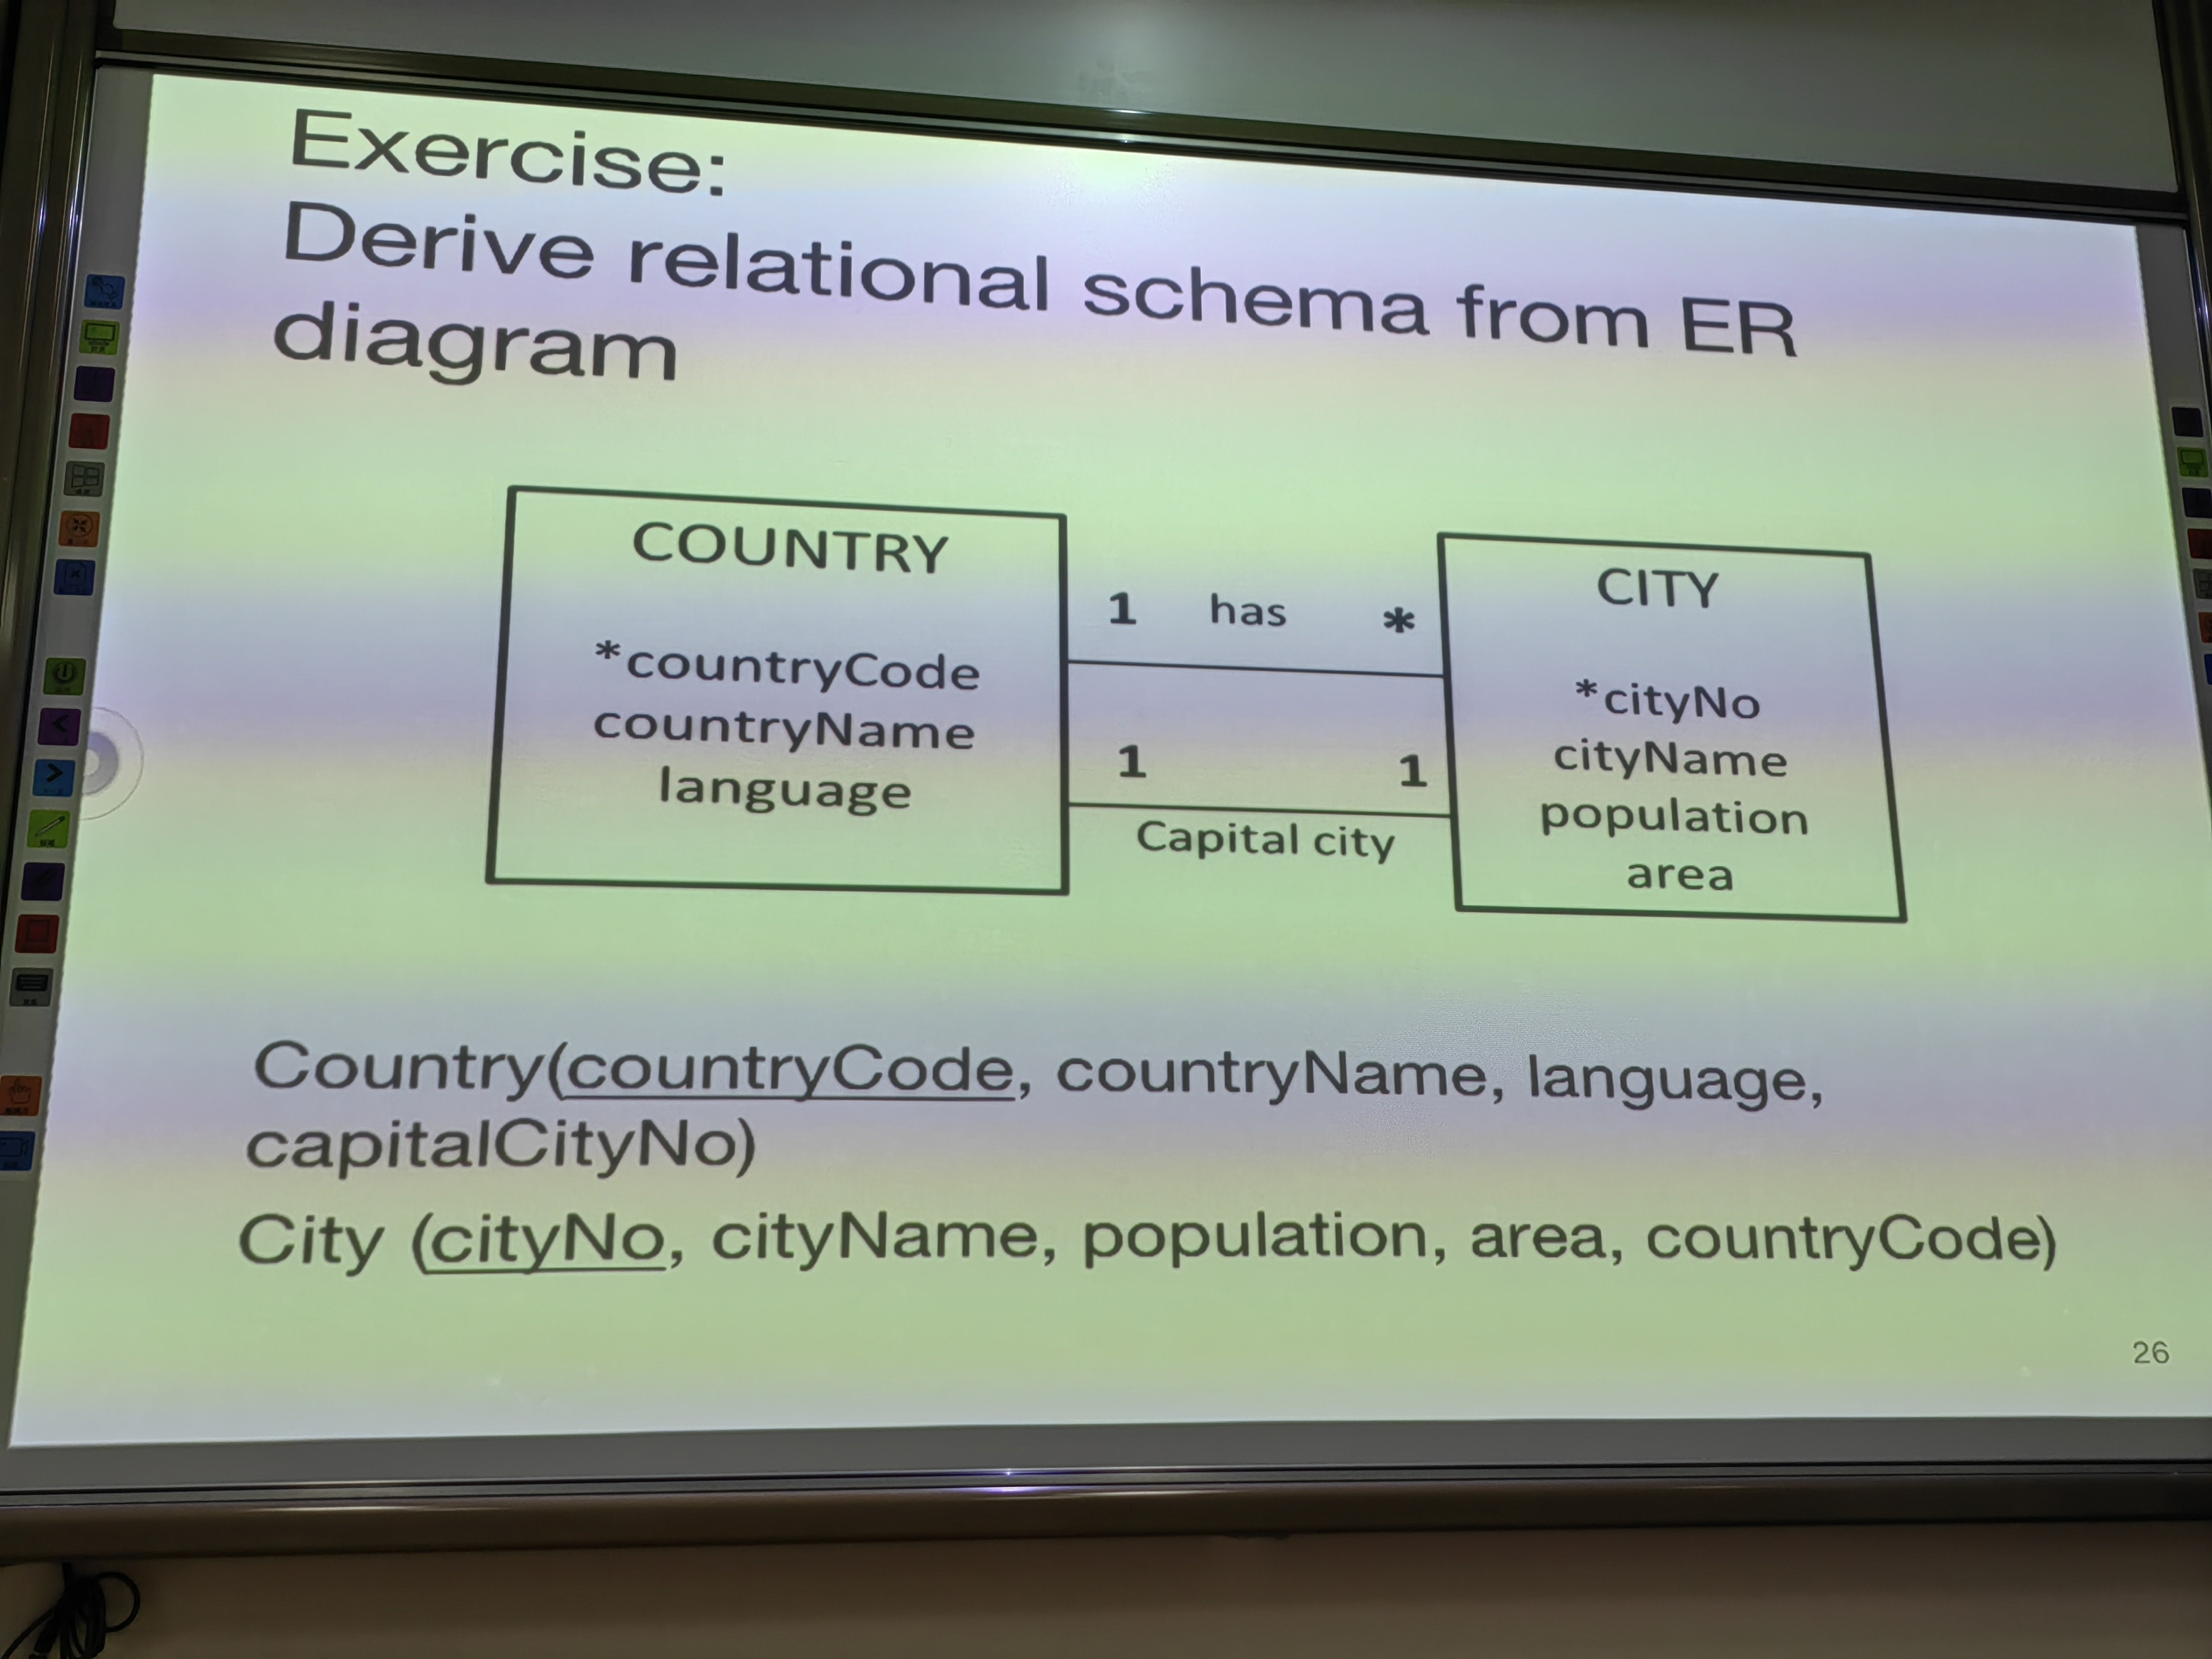 Exercise:
Derive relational schema from ER
diagram
COUNTRY
*countryCode
countryName
language
1 has *
1 1
Capital city
CITY
*cityNo
cityName
population
area
Country(countryCode, countryName, language,
capitalCityNo)
City (cityNo, cityName, population, area, countryCode)
26